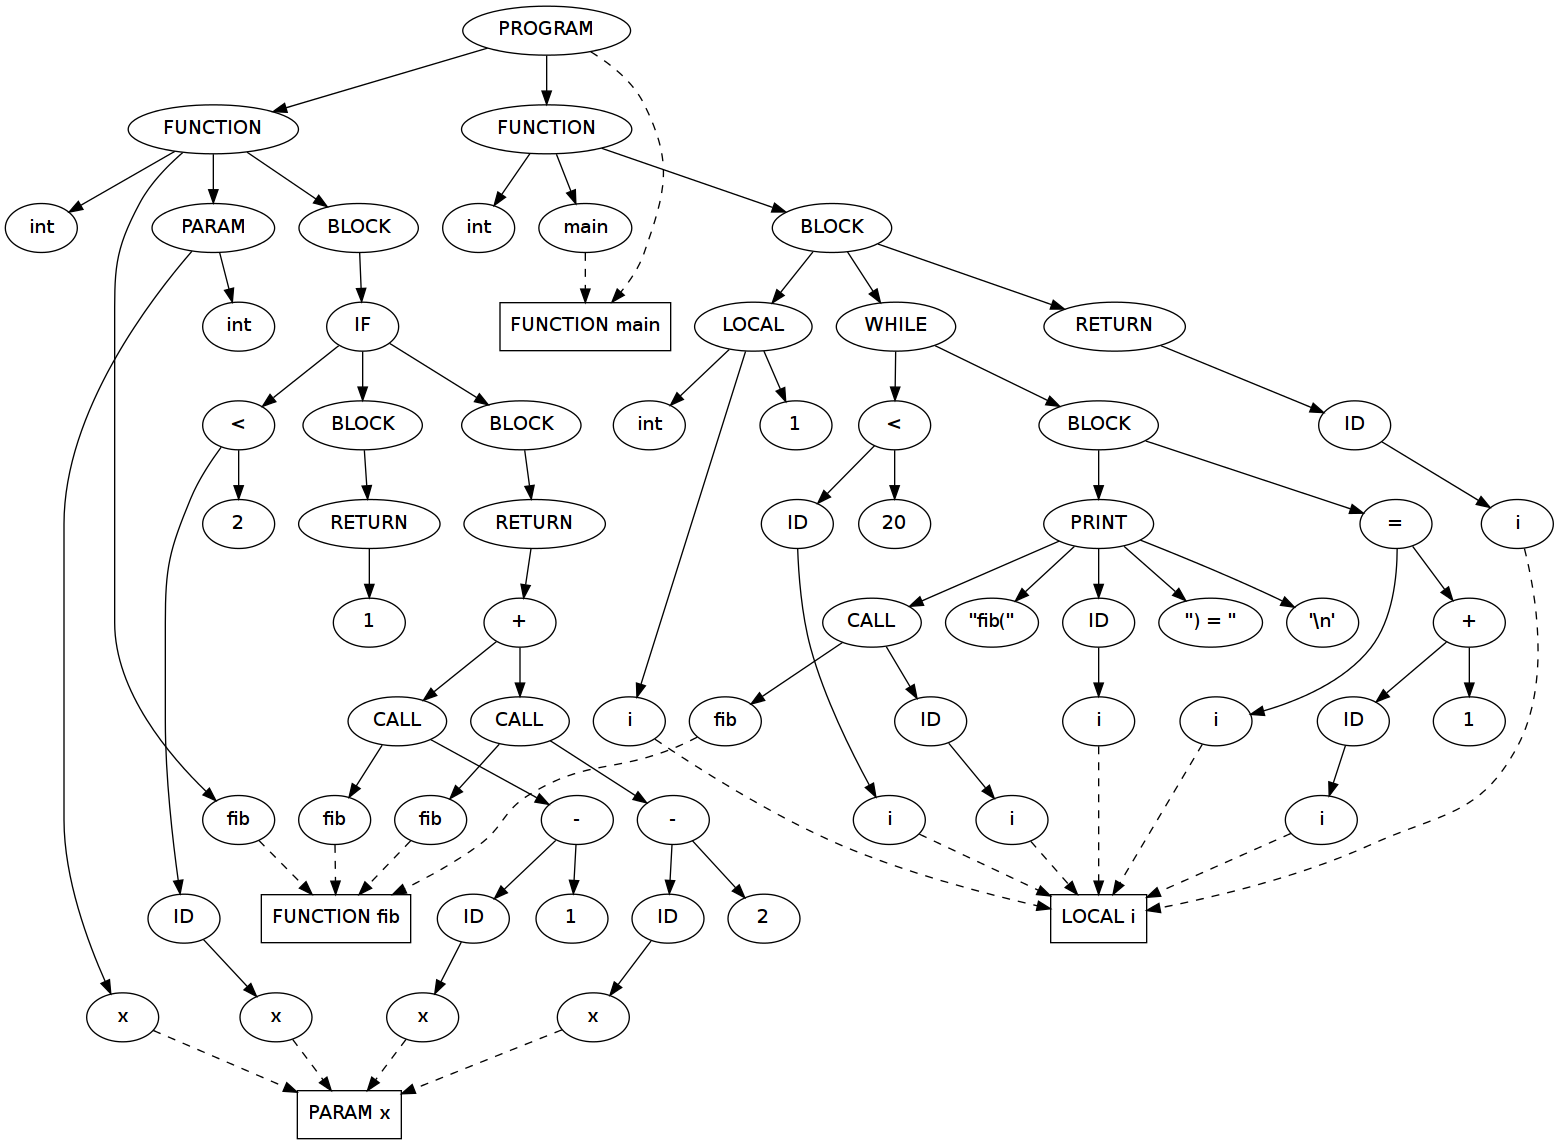 PROGRAM
FUNCTION
FUNCTION
int
PARAM
BLOCK
int
main
BLOCK
int
IF
FUNCTION main
LOCAL
WHILE
RETURN
<
BLOCK
BLOCK
int
1
<
BLOCK
ID
2
RETURN
RETURN
ID
20
PRINT
=
i
1
+
CALL
"fib("
ID
") = "
'\n'
+
CALL
CALL
i
fib
ID
i
i
ID
1
fib
fib
fib
-
-
i
i
i
ID
FUNCTION fib
ID
1
ID
2
LOCAL i
x
x
x
x
PARAM x